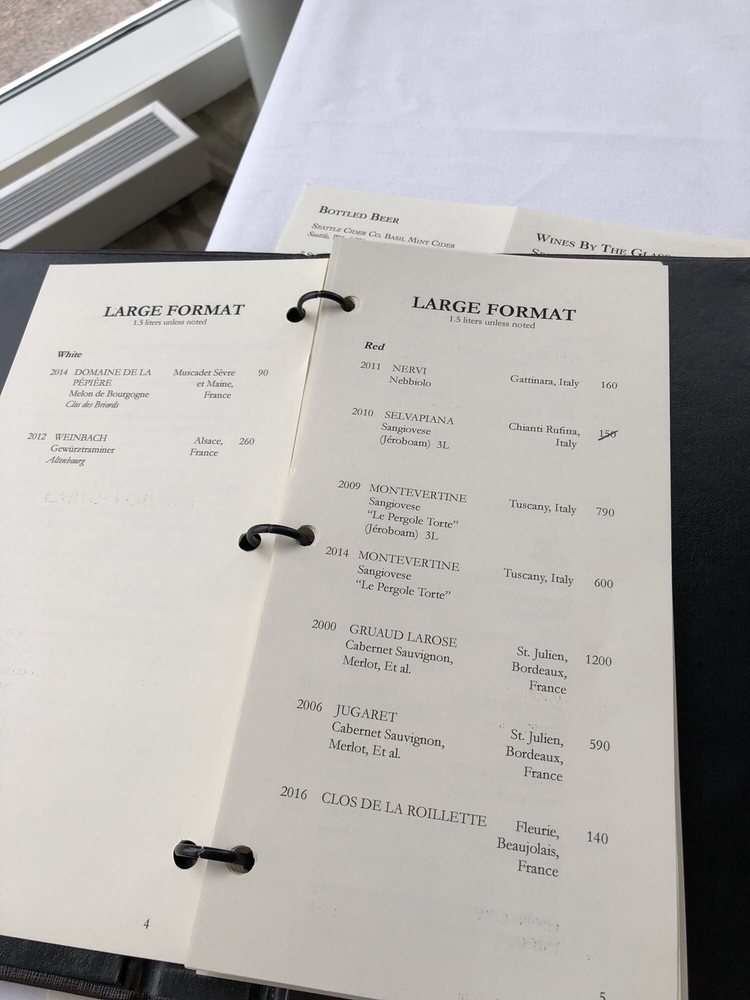 BOTTLED BEER
SEATTLE CIDER CO. BASIL MINT CIDER
Seattle,
WINES BY THE
LARGE FORMAT
1.5 liters unless noted
White
2014 DOMAINE DE LA Muscadet Sèvre 90
PÉPIÈRE et Maine,
Melon de Bourgogne France
Clos des Briords
2012 WEINBACH Alsace, 260
Gewürztraminer France
Altenbourg
4
LARGE FORMAT
1.5 liters unless noted
Red
2011 NERVI Gattinara, Italy 160
Nebbiolo
2010 SELVAPIANA Chianti Rufina, 150
Sangiovese Italy
(Jéroboam) 3L
2009 MONTEVERTINE Tuscany, Italy 790
Sangiovese
“Le Pergole Torte”
(Jéroboam) 3L
2014 MONTEVERTINE Tuscany, Italy 600
Sangiovese
“Le Pergole Torte”
2000 GRUAUD LAROSE St. Julien, 1200
Cabernet Sauvignon, Bordeaux,
Merlot, Et al. France
2006 JUGARET St. Julien, 590
Cabernet Sauvignon, Bordeaux,
Merlot, Et al. France
2016 CLOS DE LA ROILLETTE Fleurie, 140
Beaujolais,
France
5